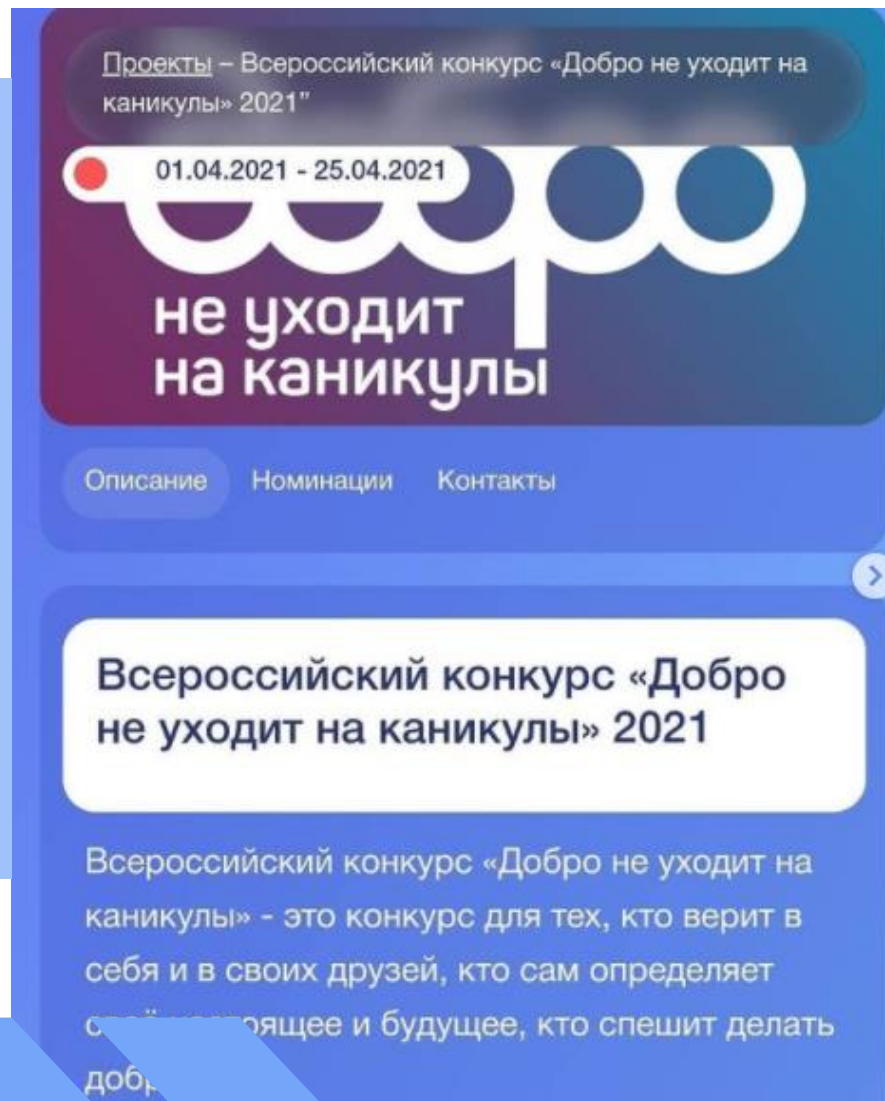 Проекты – Всероссийский конкурс «Добро не уходит на
каникулы» 2021”
01.04.2021 - 25.04.2021
не уходит
на каникулы
Описание Номинации Контакты
Всероссийский конкурс «Добро
не уходит на каникулы» 2021
Всероссийский конкурс «Добро не уходит на
каникулы» - это конкурс для тех, кто верит в
себя и в своих друзей, кто сам определяет
и будущее, кто спешит делать